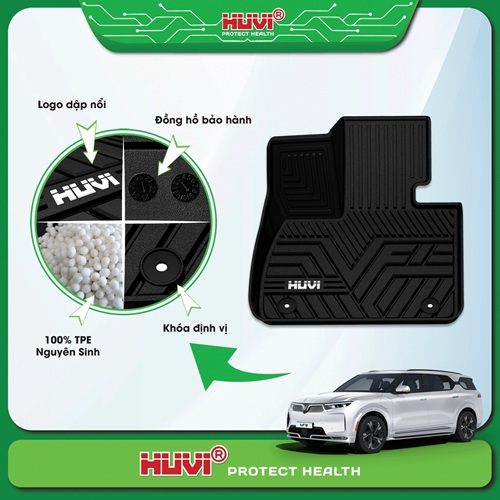 HUVI®
PROTECT HEALTH
Logo dập nổi
Đồng hồ bảo hành
HUVI
HUVI
100% TPE
Nguyên Sinh
Khóa định vị
HUVI® PROTECT HEALTH